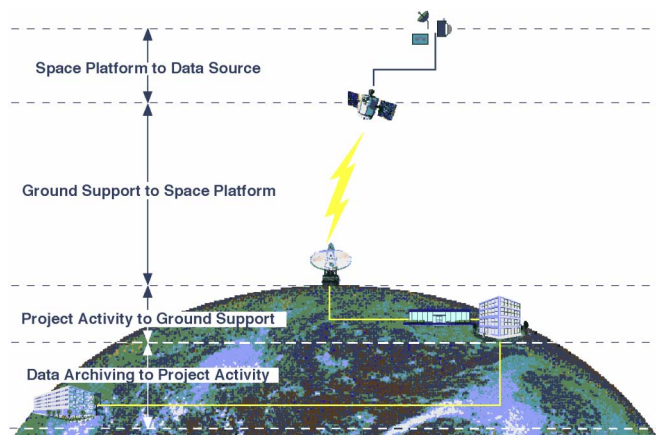 Space Platform to Data Source
Ground Support to Space Platform
Project Activity to Ground Support
Data Archiving to Project Activity